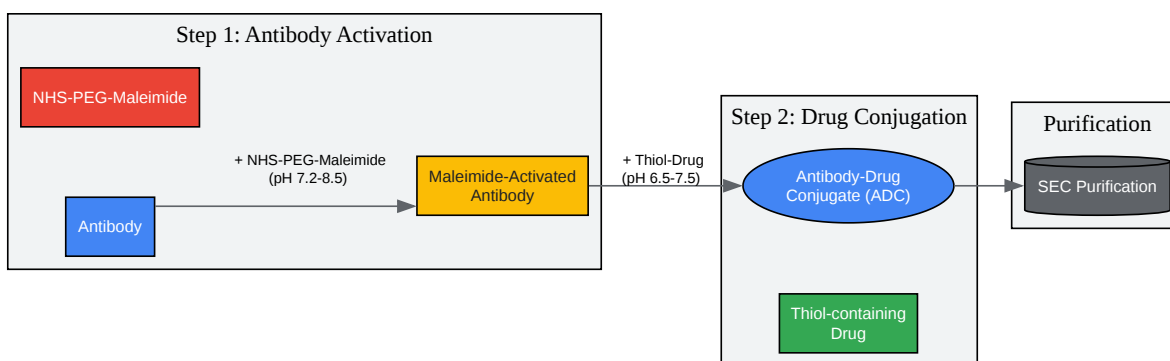 Step 1: Antibody Activation
NHS-PEG-Maleimide
+ NHS-PEG-Maleimide
(pH 7.2-8.5)
Antibody
Maleimide-Activated
Antibody
+ Thiol-Drug
(pH 6.5-7.5)
Step 2: Drug Conjugation
Antibody-Drug
Conjugate (ADC)
Thiol-containing
Drug
Purification
SEC Purification